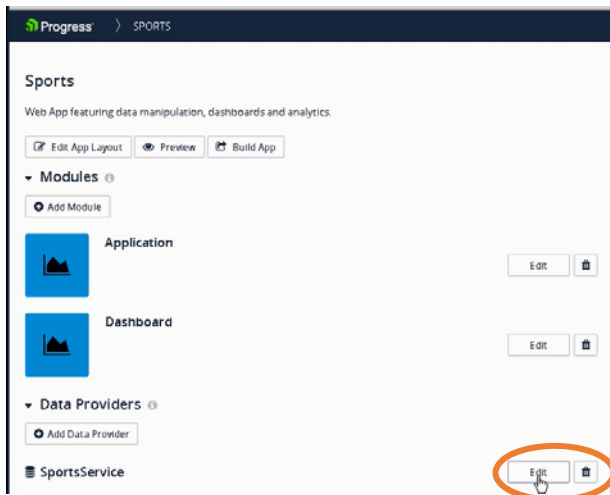 Progress 〉 SPORTS
Sports
Web App featuring data manipulation, dashboards and analytics.
Edit App Layout Preview Build App
Modules
Add Module
Application
Edit
Dashboard
Edit
Data Providers
Add Data Provider
SportsService Edit